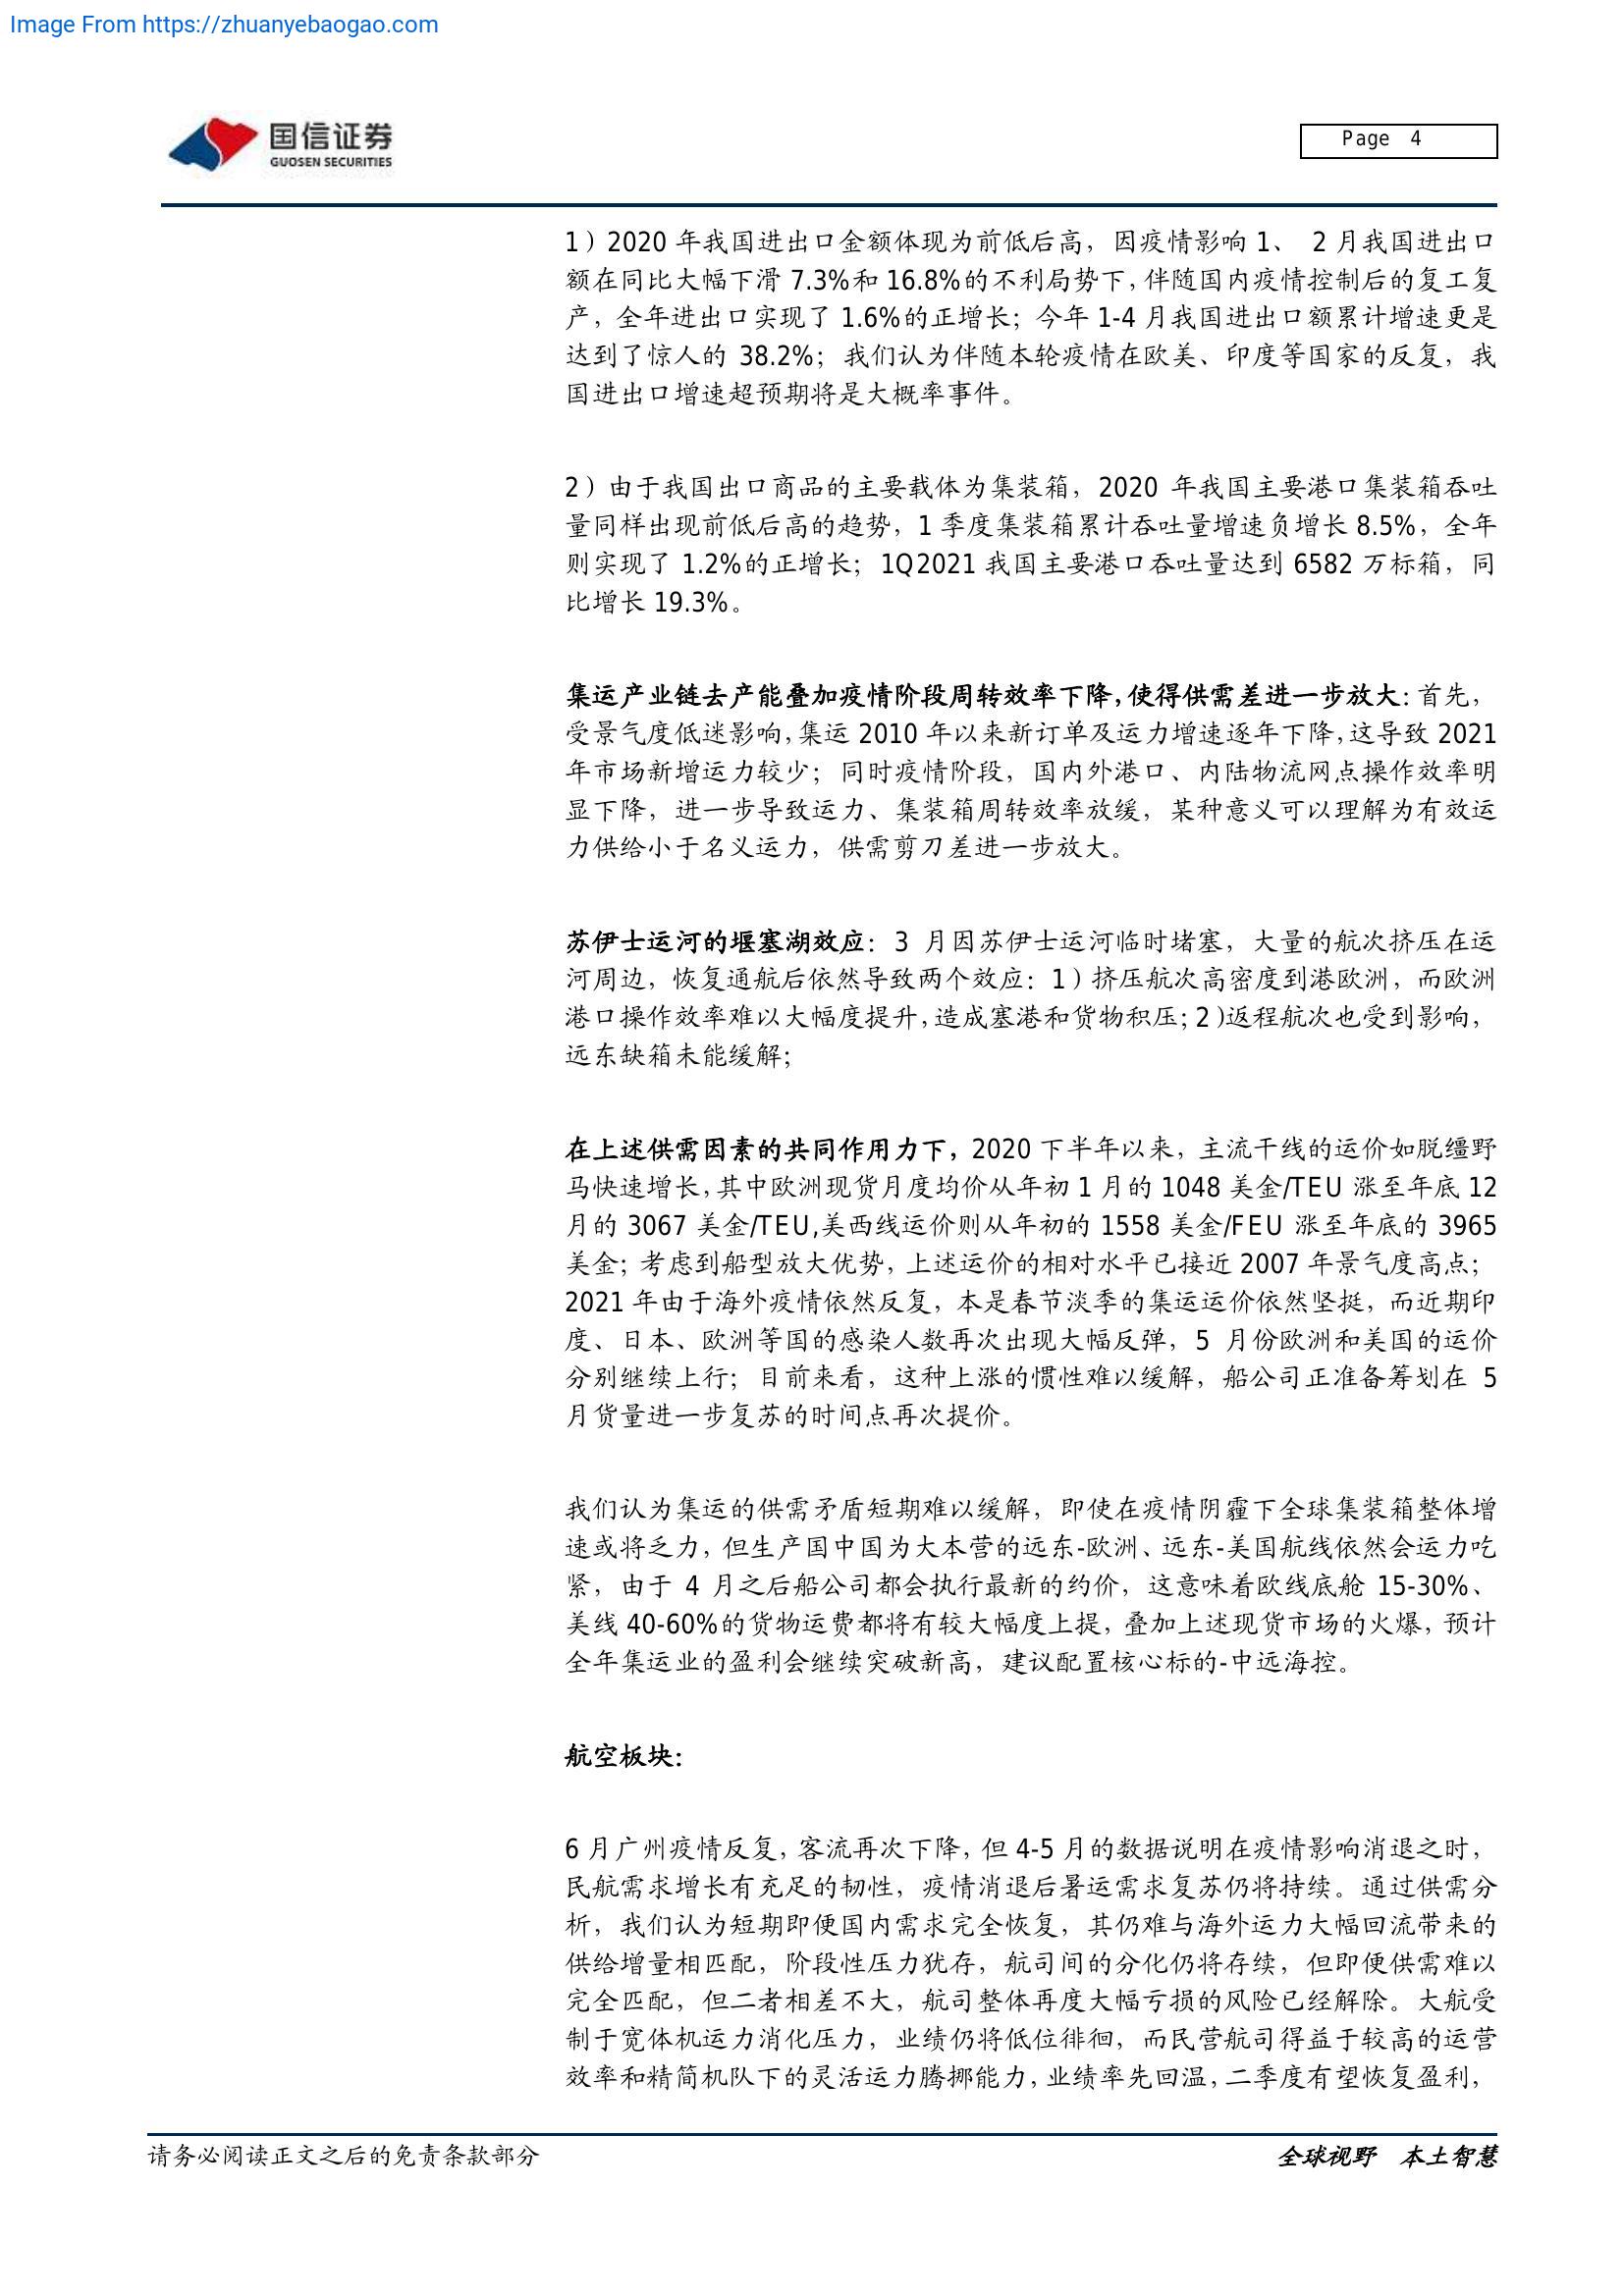 Image From https://zhuanyebaogao.com
国信证券
GUOSEN SECURITIES
Page 4
1）2020 年我国进出口金额体现为前低后高，因疫情影响 1、 2 月我国进出口
额在同比大幅下滑 7.3%和 16.8%的不利局势下，伴随国内疫情控制后的复工复
产，全年进出口实现了 1.6%的正增长；今年 1-4 月我国进出口额累计增速更是
达到了惊人的 38.2%；我们认为伴随本轮疫情在欧美、印度等国家的反复，我
国进出口增速超预期将是大概率事件。
2）由于我国出口商品的主要载体为集装箱，2020 年我国主要港口集装箱吞吐
量同样出现前低后高的趋势，1 季度集装箱累计吞吐量增速负增长 8.5%，全年
则实现了 1.2%的正增长；1Q2021 我国主要港口吞吐量达到 6582 万标箱，同
比增长 19.3%。
集运产业链去产能叠加疫情阶段周转效率下降，使得供需差进一步放大：首先，
受景气度低迷影响，集运 2010 年以来新订单及运力增速逐年下降，这导致 2021
年市场新增运力较少；同时疫情阶段，国内外港口、内陆物流网点操作效率明
显下降，进一步导致运力、集装箱周转效率放缓，某种意义可以理解为有效运
力供给小于名义运力，供需剪刀差进一步放大。
苏伊士运河的堰塞湖效应：3 月因苏伊士运河临时堵塞，大量的航次挤压在运
河周边，恢复通航后依然导致两个效应：1）挤压航次高密度到港欧洲，而欧洲
港口操作效率难以大幅度提升，造成塞港和货物积压；2）返程航次也受到影响，
远东缺箱未能缓解；
在上述供需因素的共同作用力下，2020 下半年以来，主流干线的运价如脱缰野
马快速增长，其中欧洲现货月度均价从年初 1 月的 1048 美金/TEU 涨至年底 12
月的 3067 美金/TEU,美西线运价则从年初的 1558 美金/FEU 涨至年底的 3965
美金；考虑到船型放大优势，上述运价的相对水平已接近 2007 年景气度高点；
2021 年由于海外疫情依然反复，本是春节淡季的集运运价依然坚挺，而近期印
度、日本、欧洲等国的感染人数再次出现大幅反弹，5 月份欧洲和美国的运价
分别继续上行；目前来看，这种上涨的惯性难以缓解，船公司正准备筹划在 5
月货量进一步复苏的时间点再次提价。
我们认为集运的供需矛盾短期难以缓解，即使在疫情阴霾下全球集装箱整体增
速或将乏力，但生产国中国为大本营的远东-欧洲、远东-美国航线依然会运力吃
紧，由于 4 月之后船公司都会执行最新的约价，这意味着欧线底舱 15-30%、
美线 40-60%的货物运费都将有较大幅度上提，叠加上述现货市场的火爆，预计
全年集运业的盈利会继续突破新高，建议配置核心标的-中远海控。
航空板块：
6 月广州疫情反复，客流再次下降，但 4-5 月的数据说明在疫情影响消退之时，
民航需求增长有充足的韧性，疫情消退后暑运需求复苏仍将持续。通过供需分
析，我们认为短期即便国内需求完全恢复，其仍难与海外运力大幅回流带来的
供给增量相匹配，阶段性压力犹存，航司间的分化仍将存续，但即便供需难以
完全匹配，但二者相差不大，航司整体再度大幅亏损的风险已经解除。大航受
制于宽体机运力消化压力，业绩仍将低位徘徊，而民营航司得益于较高的运营
效率和精简机队下的灵活运力腾挪能力，业绩率先回温，二季度有望恢复盈利，
请务必阅读正文之后的免责条款部分
全球视野 本土智慧